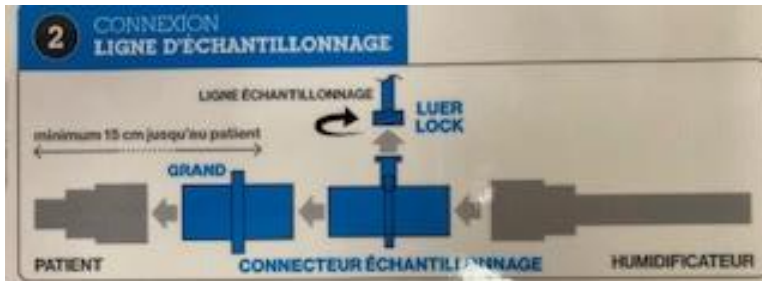 2
CONNEXION
LIGNE D'ÉCHANTILLONNAGE
LIGNE ÉCHANTILLONNAGE
LUER
LOCK
minimum 15 cm jusqu'au patient
GRAND
PATIENT
CONNECTEUR ÉCHANTILLONNAGE
HUMIDIFICATEUR